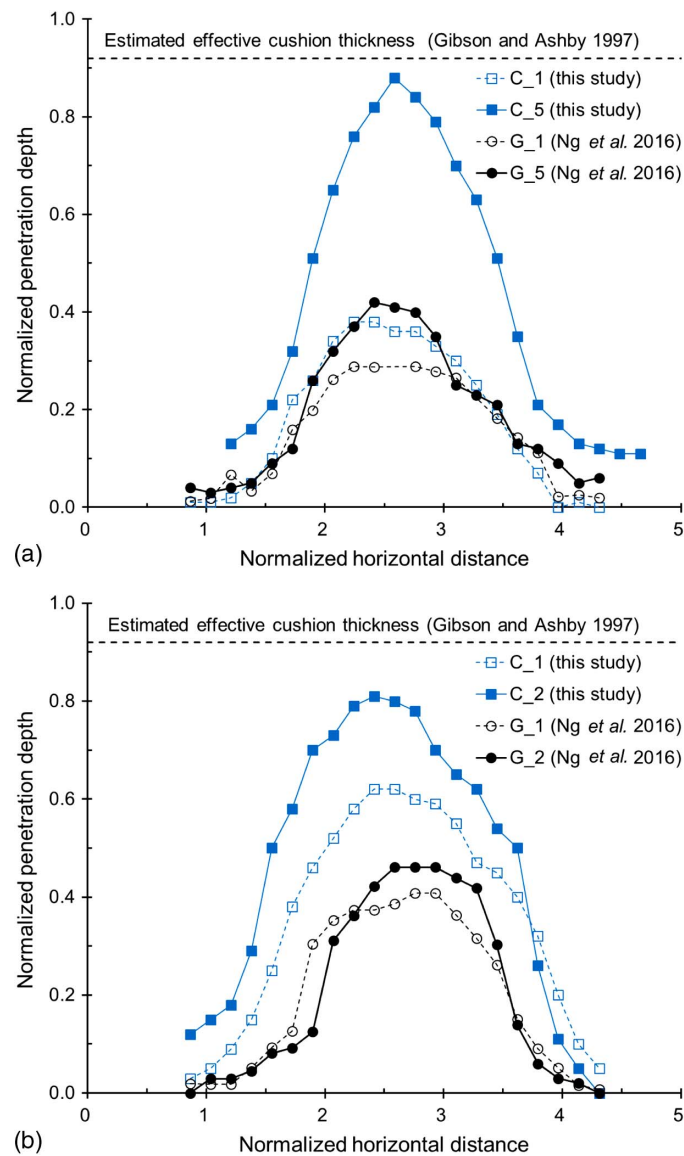 1.0
Estimated effective cushion thickness (Gibson and Ashby 1997)
C_1 (this study)
C_5 (this study)
G_1 (Ng et al. 2016)
G_5 (Ng et al. 2016)
0.8
0.6
0.4
0.2
0.0
Normalized penetration depth
0 1 2 3 4 5
Normalized horizontal distance
(a)
1.0
Estimated effective cushion thickness (Gibson and Ashby 1997)
C_1 (this study)
C_2 (this study)
G_1 (Ng et al. 2016)
G_2 (Ng et al. 2016)
0.8
0.6
0.4
0.2
0.0
Normalized penetration depth
0 1 2 3 4 5
Normalized horizontal distance
(b)